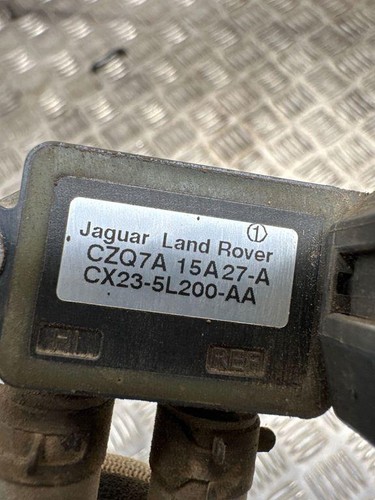 ①
Jaguar Land Rover
CZQ7A 15A27-A
CX23-5L200-AA
HI REF